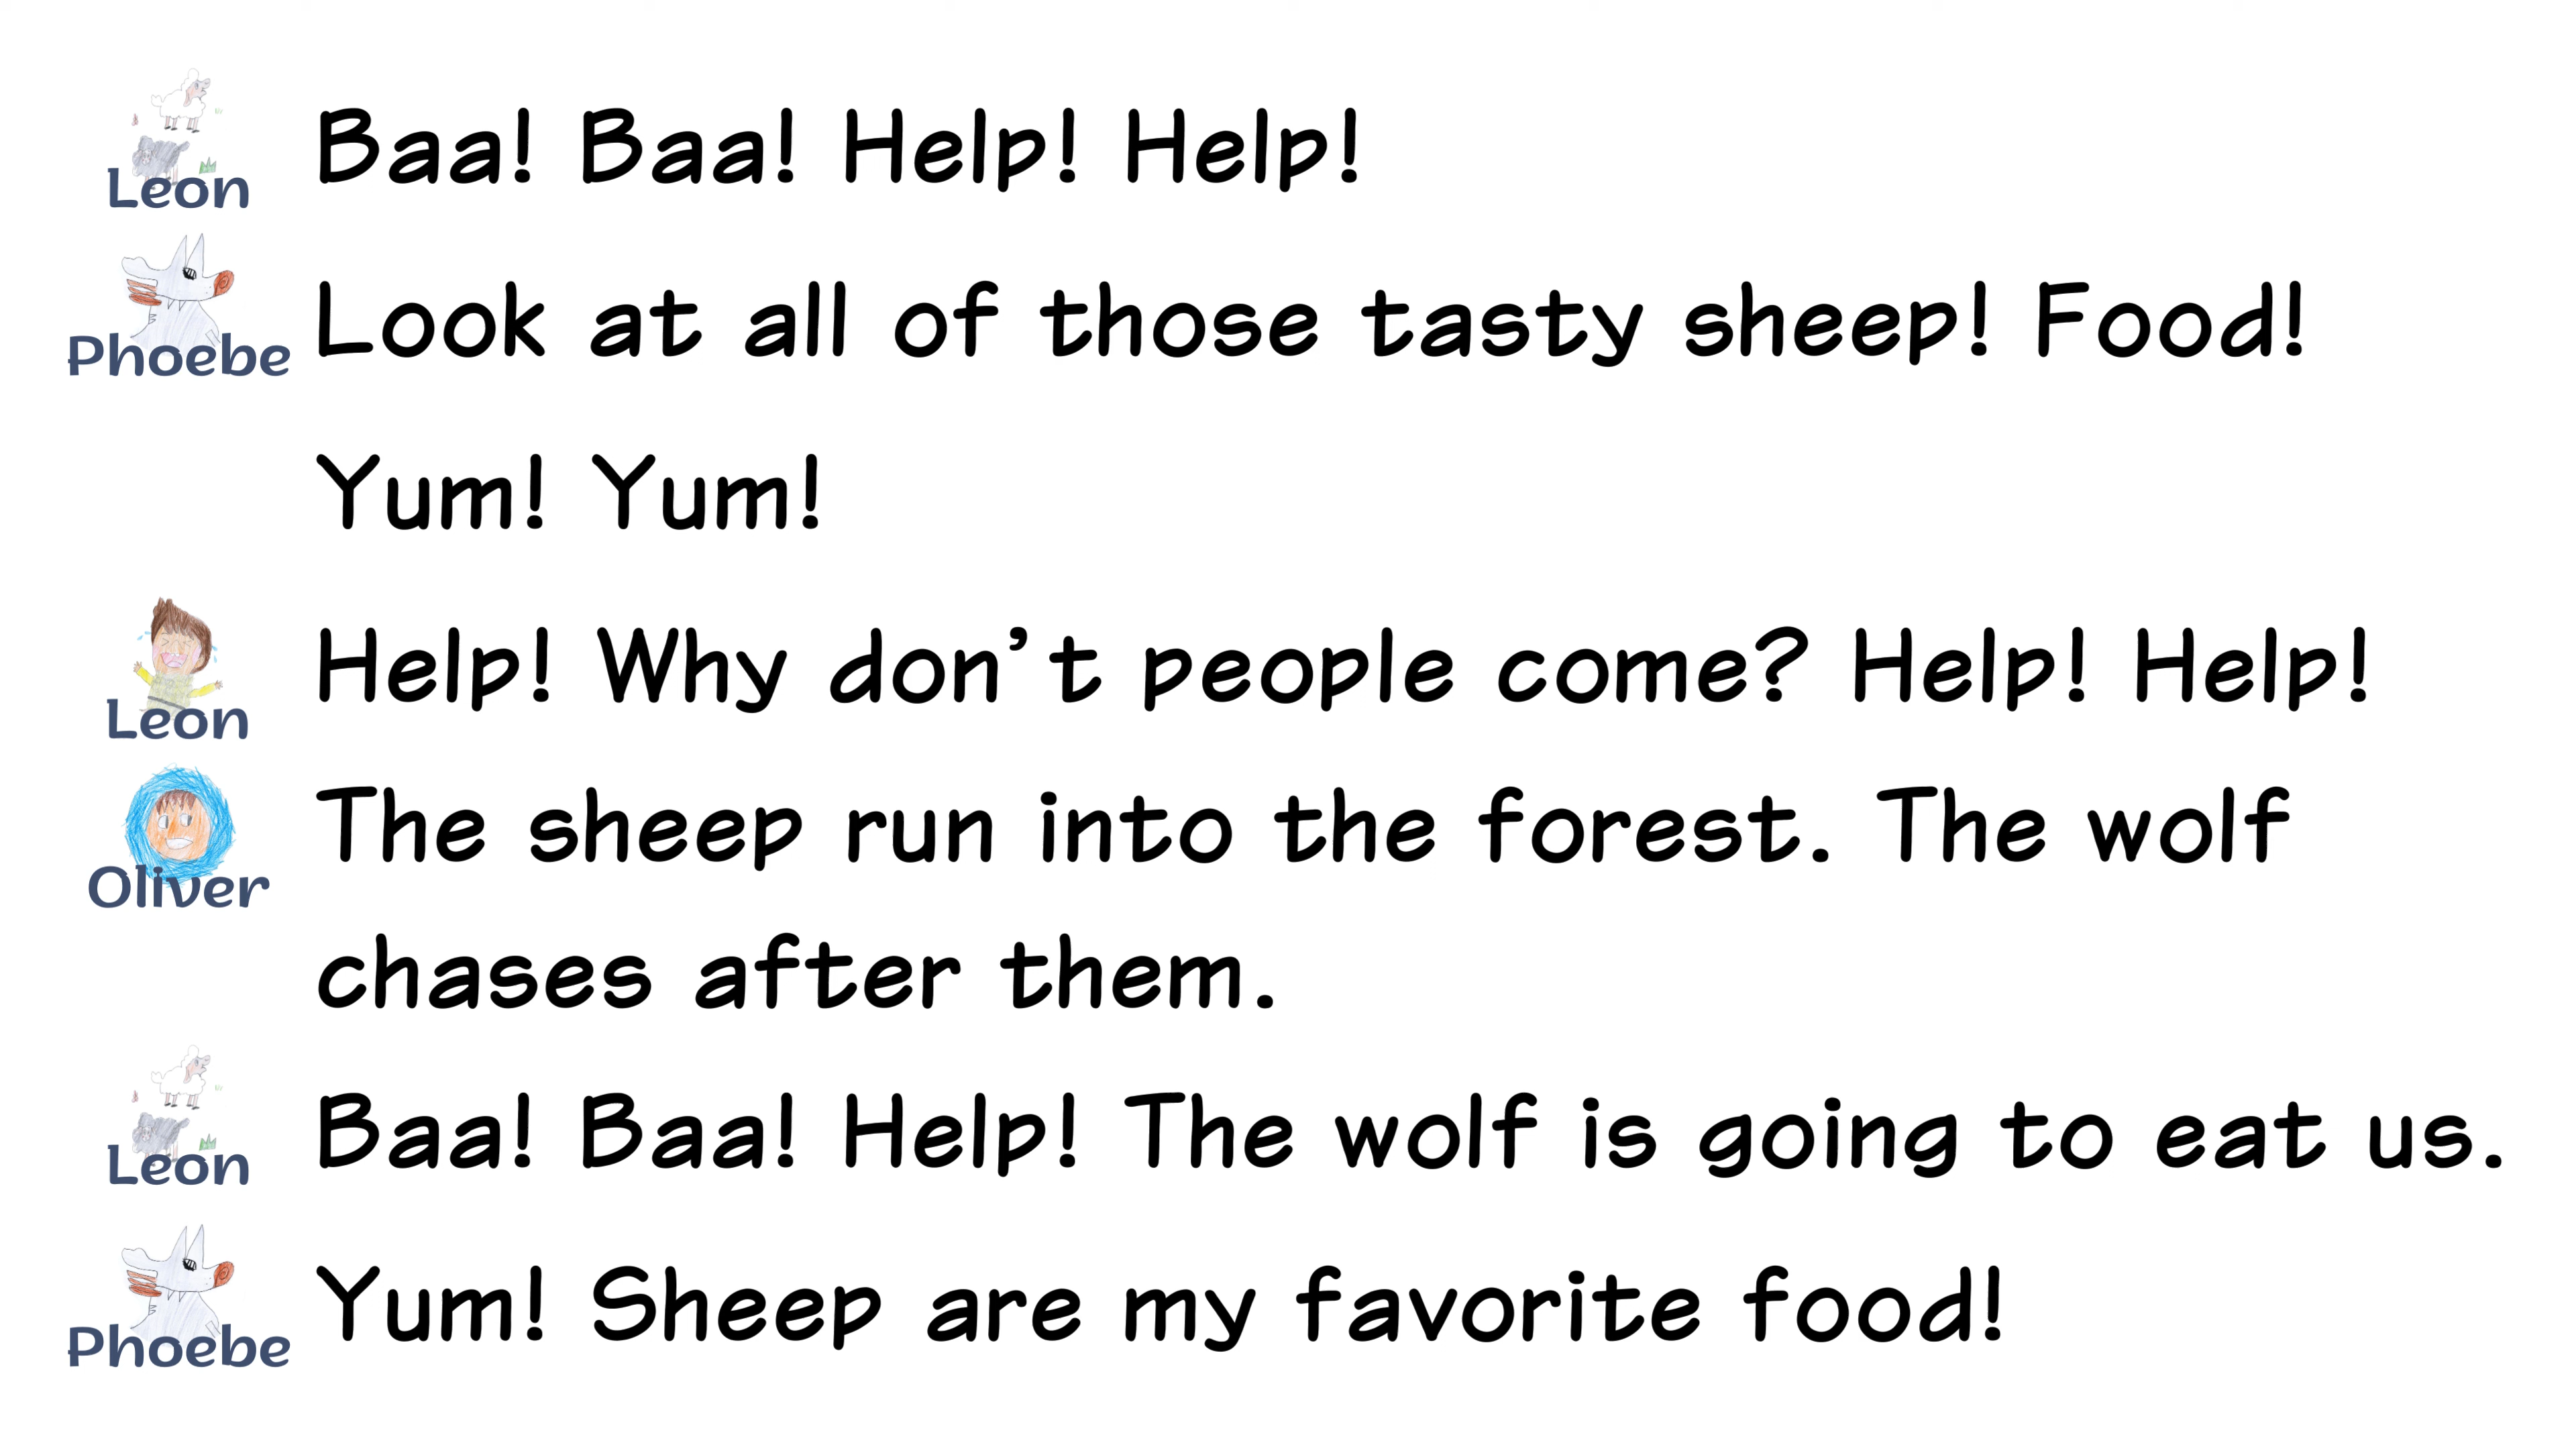 Leon Baa! Baa! Help! Help!
Phoebe Look at all of those tasty sheep! Food!
Yum! Yum!
Leon Help! Why don't people come? Help! Help!
Oliver The sheep run into the forest. The wolf
chases after them.
Leon Baa! Baa! Help! The wolf is going to eat us.
Phoebe Yum! Sheep are my favorite food!